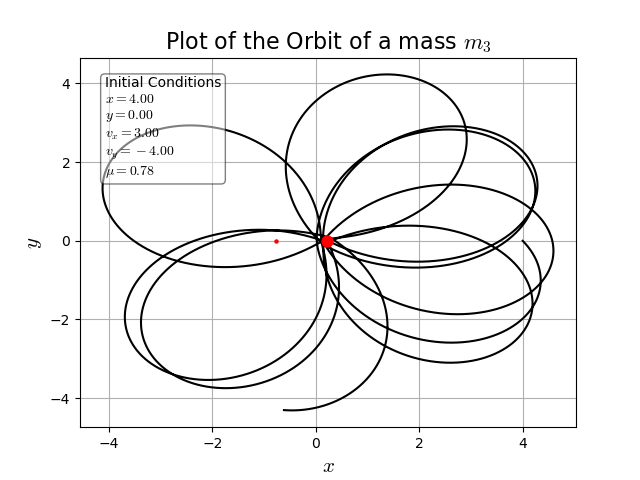 Plot of the Orbit of a mass m₃
Initial Conditions
x = 4.00
y = 0.00
vₓ = 3.00
v_y = −4.00
μ = 0.78
4
2
0
−2
−4
y
−4 −2 0 2 4
x